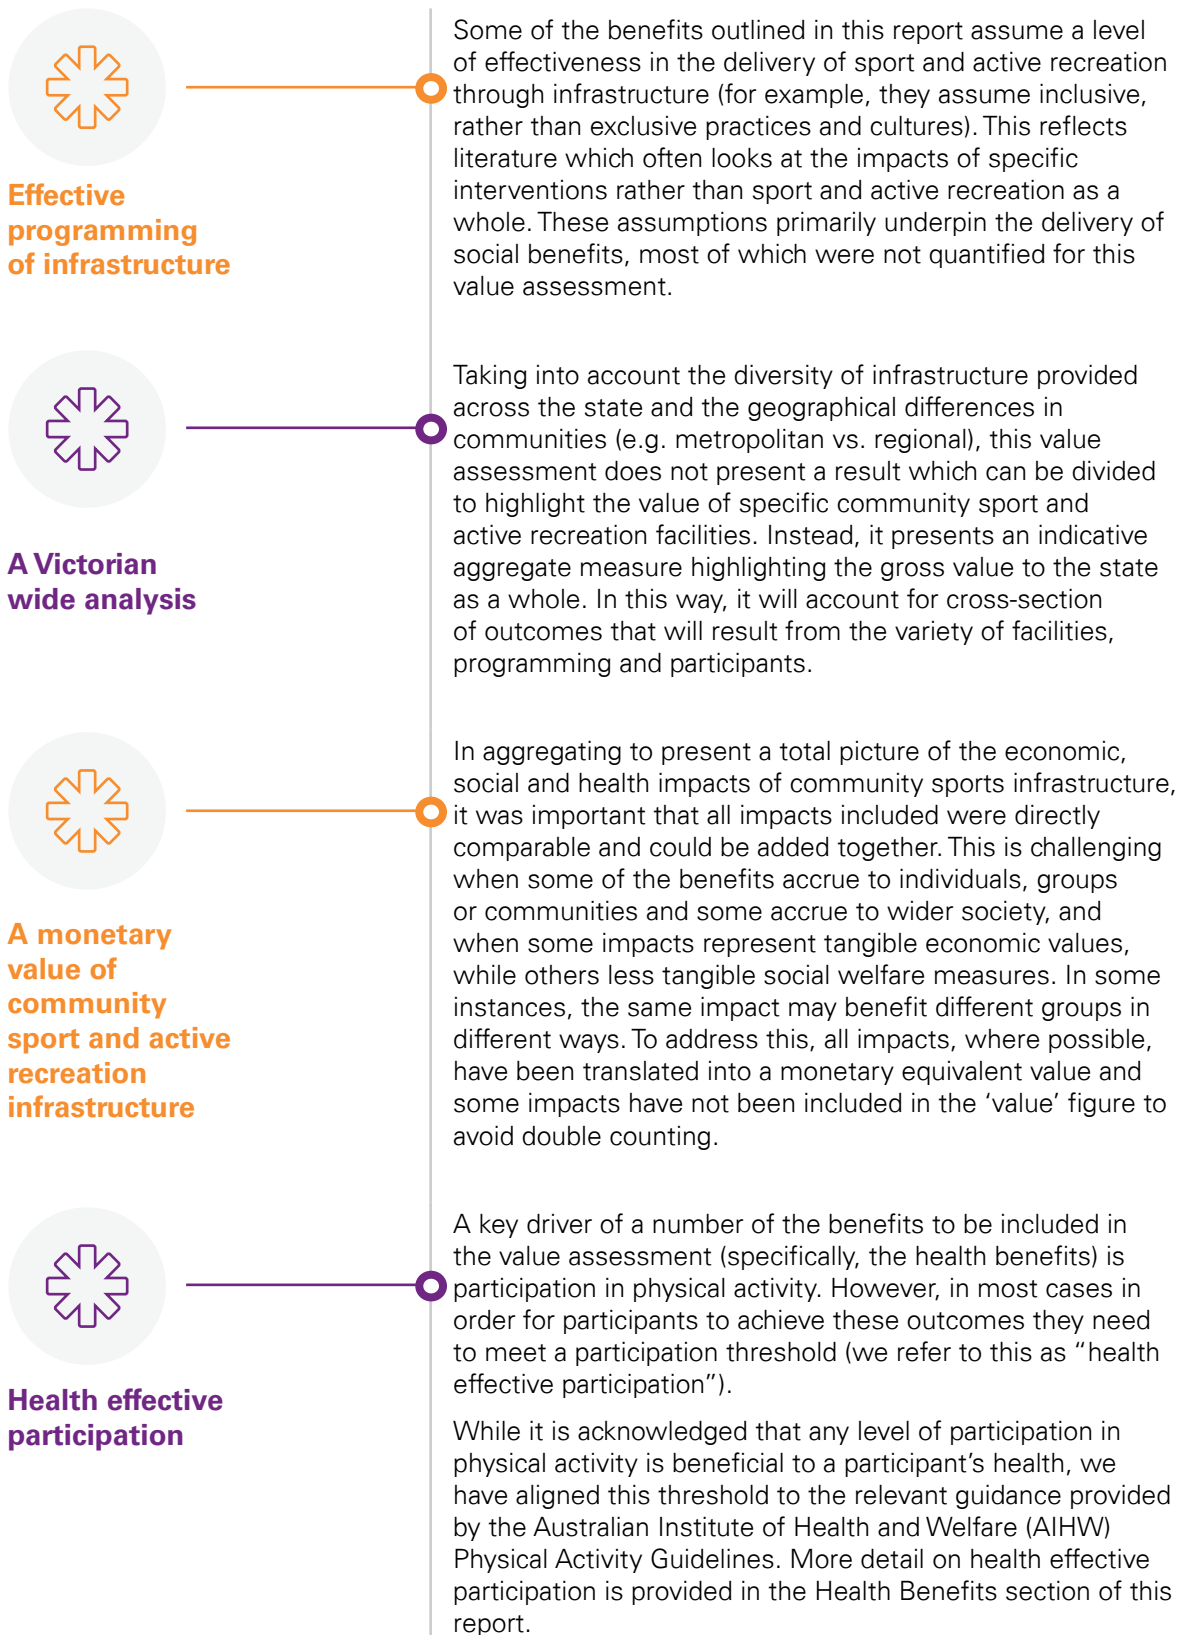 Effective
programming
of infrastructure
Some of the benefits outlined in this report assume a level
of effectiveness in the delivery of sport and active recreation
through infrastructure (for example, they assume inclusive,
rather than exclusive practices and cultures). This reflects
literature which often looks at the impacts of specific
interventions rather than sport and active recreation as a
whole. These assumptions primarily underpin the delivery of
social benefits, most of which were not quantified for this
value assessment.
A Victorian
wide analysis
Taking into account the diversity of infrastructure provided
across the state and the geographical differences in
communities (e.g. metropolitan vs. regional), this value
assessment does not present a result which can be divided
to highlight the value of specific community sport and
active recreation facilities. Instead, it presents an indicative
aggregate measure highlighting the gross value to the state
as a whole. In this way, it will account for cross-section
of outcomes that will result from the variety of facilities,
programming and participants.
A monetary
value of
community
sport and active
recreation
infrastructure
In aggregating to present a total picture of the economic,
social and health impacts of community sports infrastructure,
it was important that all impacts included were directly
comparable and could be added together. This is challenging
when some of the benefits accrue to individuals, groups
or communities and some accrue to wider society, and
when some impacts represent tangible economic values,
while others less tangible social welfare measures. In some
instances, the same impact may benefit different groups in
different ways. To address this, all impacts, where possible,
have been translated into a monetary equivalent value and
some impacts have not been included in the ‘value’ figure to
avoid double counting.
Health effective
participation
A key driver of a number of the benefits to be included in
the value assessment (specifically, the health benefits) is
participation in physical activity. However, in most cases in
order for participants to achieve these outcomes they need
to meet a participation threshold (we refer to this as “health
effective participation”).
While it is acknowledged that any level of participation in
physical activity is beneficial to a participant’s health, we
have aligned this threshold to the relevant guidance provided
by the Australian Institute of Health and Welfare (AIHW)
Physical Activity Guidelines. More detail on health effective
participation is provided in the Health Benefits section of this
report.